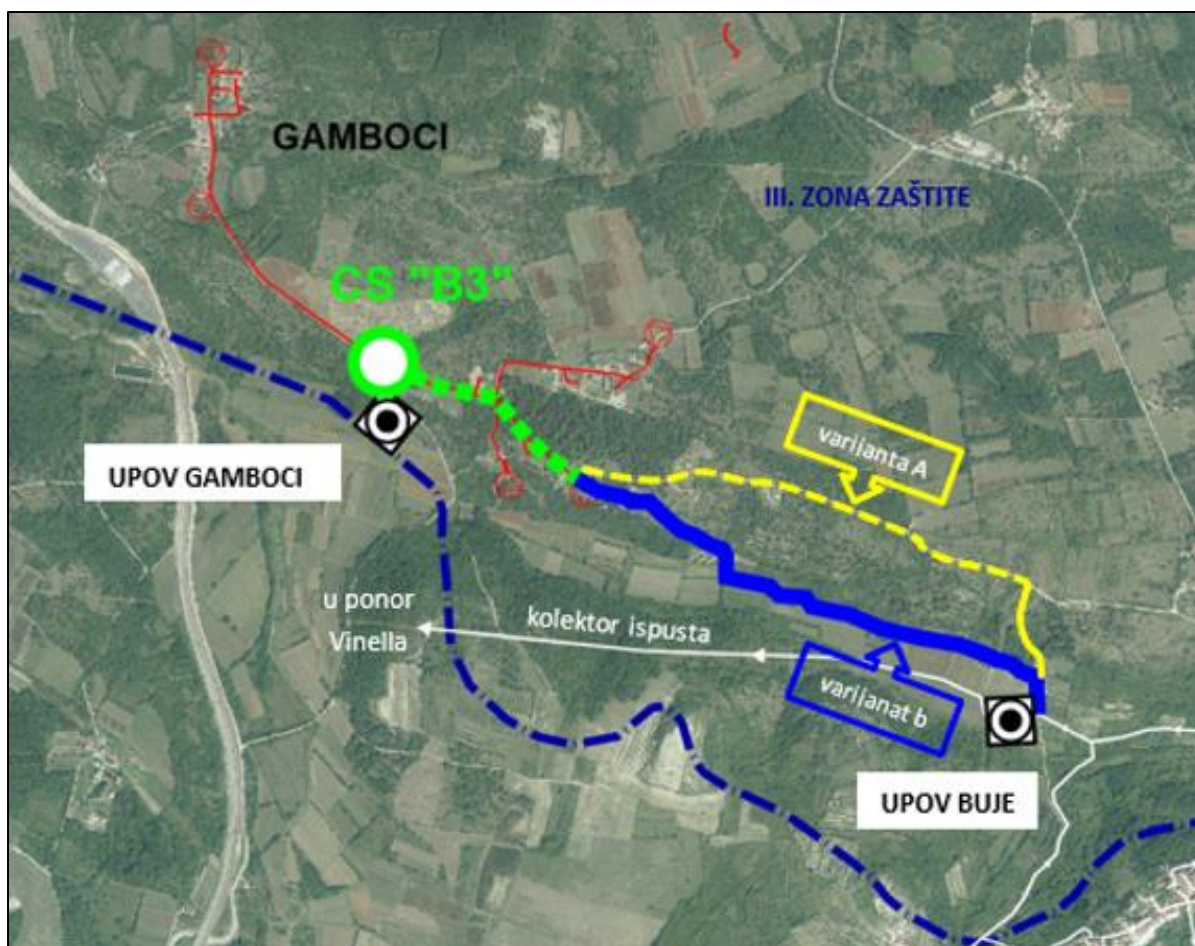 GAMBOCI
III. ZONA ZAŠTITE
CS "B3"
varijanta A
UPOV GAMBOCI
u ponor
Vinella
kolektor ispusta
varijanat b
UPOV BUJE